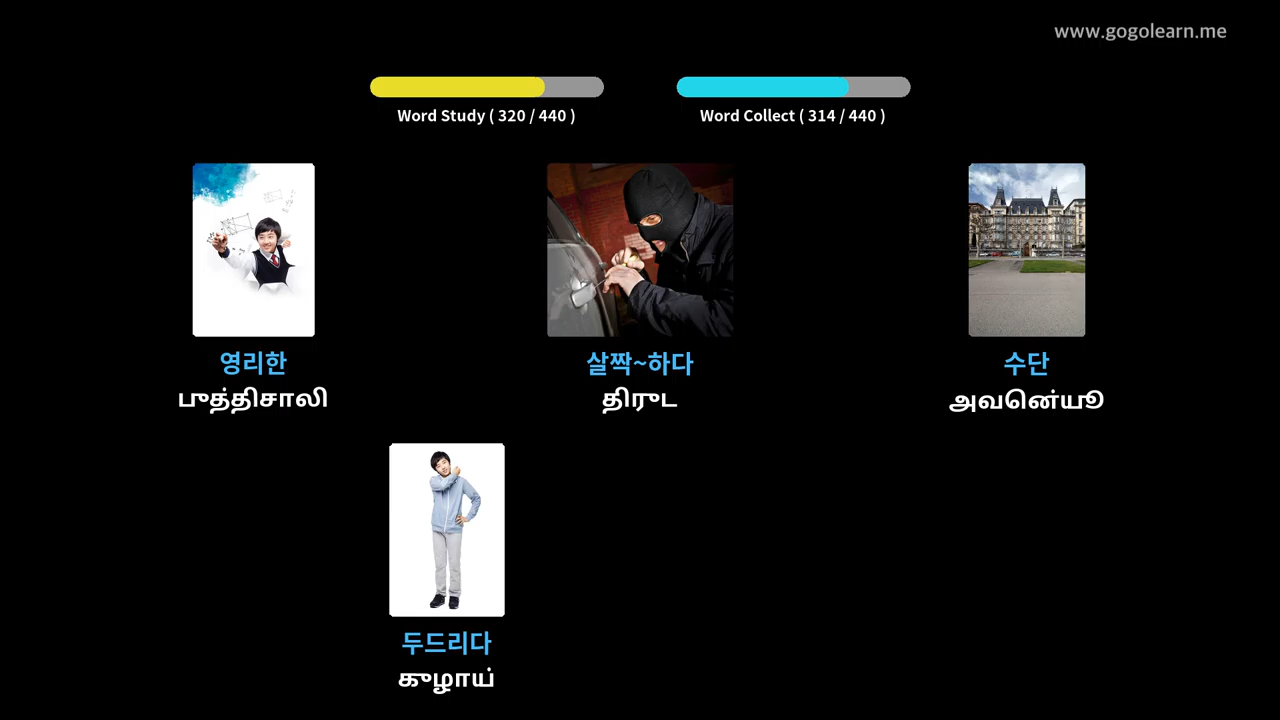 www.gogolearn.me
Word Study ( 320 / 440 )
Word Collect ( 314 / 440 )
영리한
புத்திசாலி
살짝~하다
திருட
수단
அவென்யூ
두드리다
குழாய்